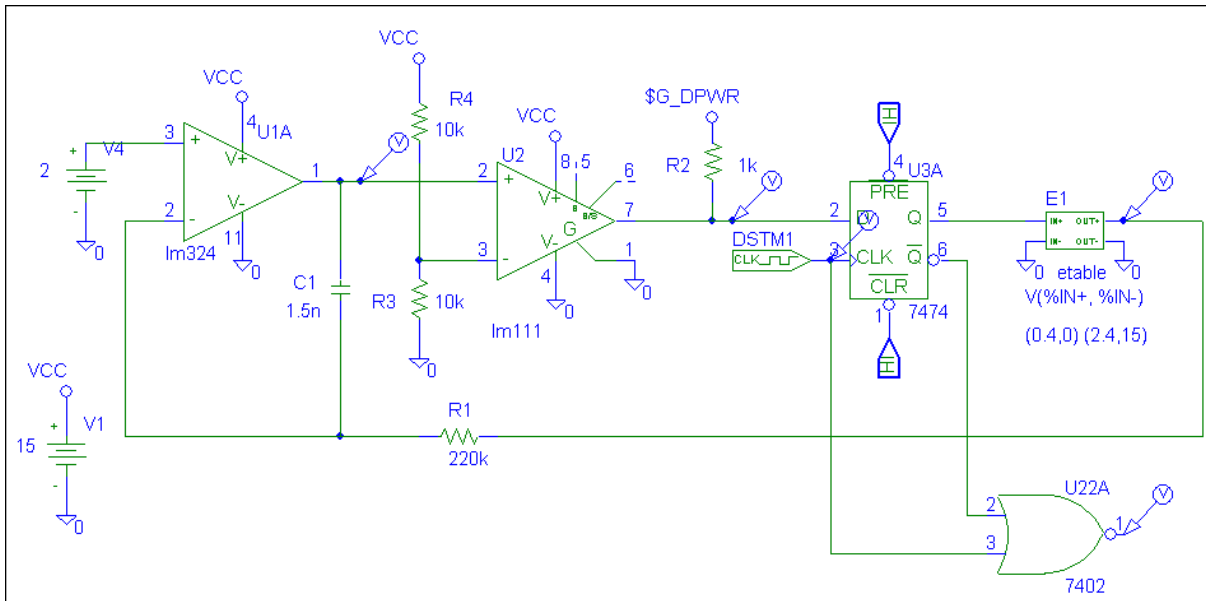 VCC
VCC
R4
10k
VCC
4
U1A
3
+
V+
1
V4
+
2
-
2
-
V-
11
lm324
0
0
C1
1.5n
R3
10k
0
VCC
U2
8
5
6
2
+
V+
B
B/S
7
G
3
-
V-
4
1
0
0
lm111
$G_DPWR
R2
1k
V
V
V
V
V
DSTM1
CLK
H
4
U3A
PRE
2
D
Q
5
3
CLK
Q
6
CLR
1
7474
H
E1
IN+
OUT+
IN-
OUT-
0
0
etable
V(%IN+, %IN-)
(0.4,0) (2.4,15)
VCC
V1
+
15
-
0
R1
220k
U22A
2
3
1
7402